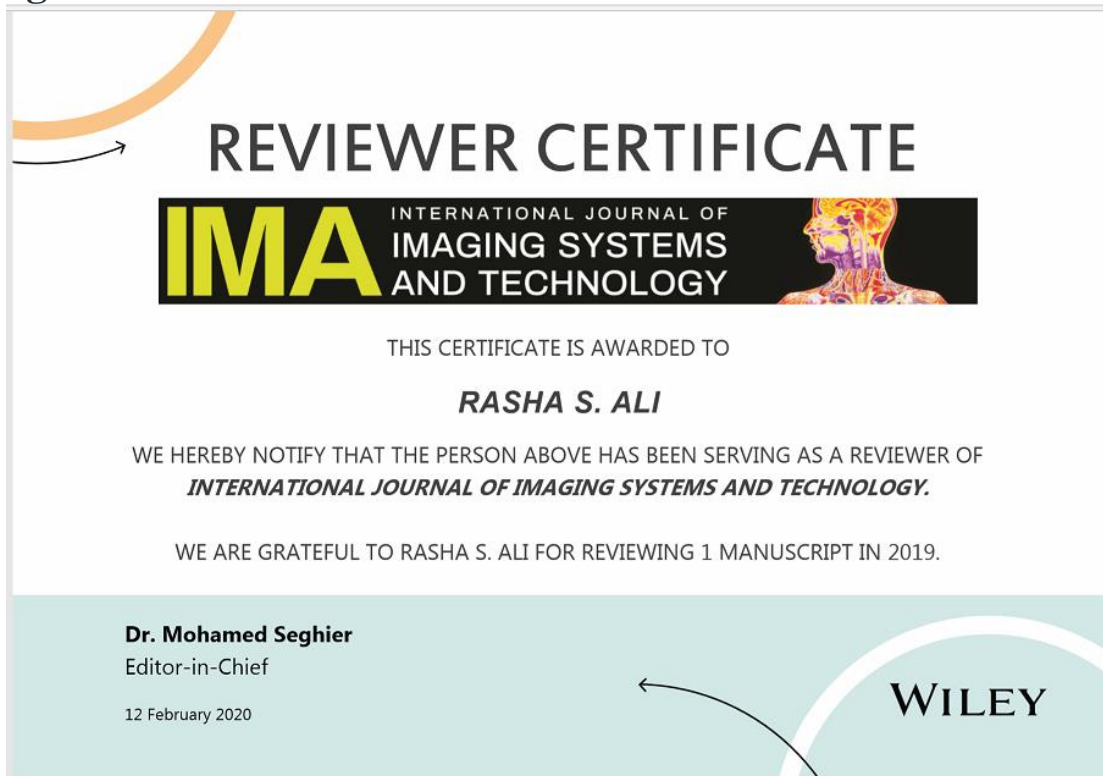 REVIEWER CERTIFICATE
IMA
INTERNATIONAL JOURNAL OF
IMAGING SYSTEMS
AND TECHNOLOGY
THIS CERTIFICATE IS AWARDED TO
RASHA S. ALI
WE HEREBY NOTIFY THAT THE PERSON ABOVE HAS BEEN SERVING AS A REVIEWER OF
INTERNATIONAL JOURNAL OF IMAGING SYSTEMS AND TECHNOLOGY.
WE ARE GRATEFUL TO RASHA S. ALI FOR REVIEWING 1 MANUSCRIPT IN 2019.
Dr. Mohamed Seghier
Editor-in-Chief
12 February 2020
WILEY